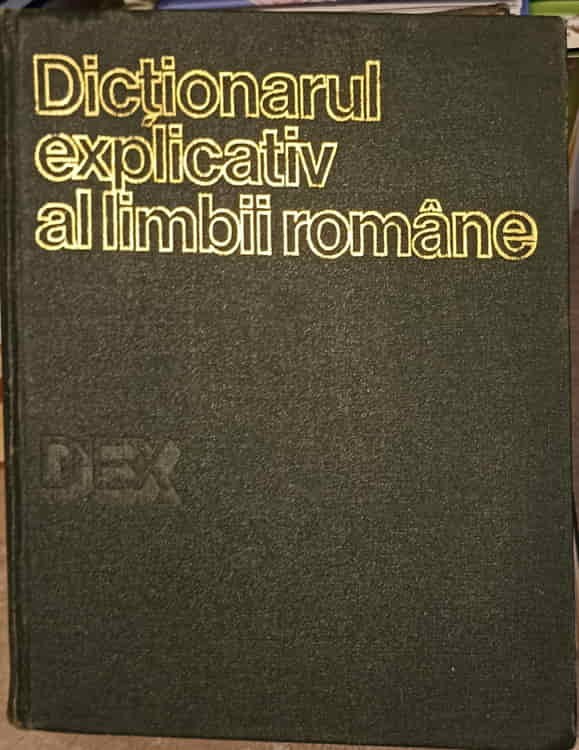 Dicționarul
explicativ
al limbii române
DEX